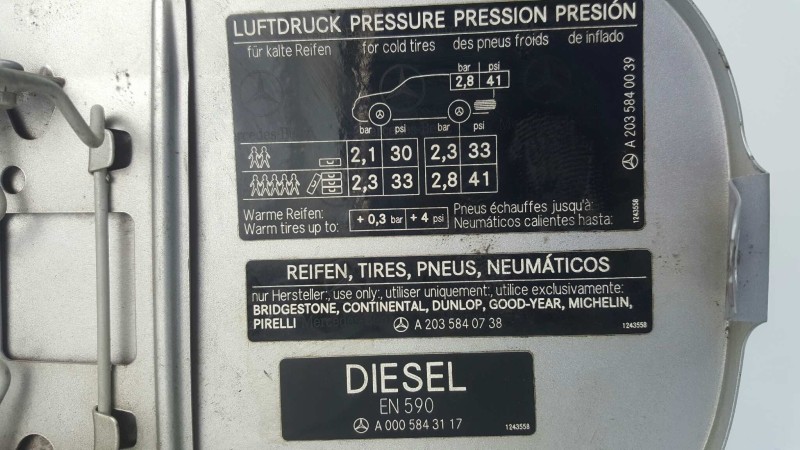 LUFTDRUCK PRESSURE PRESSION PRESIÓN
für kalte Reifen for cold tires des pneus froids de inflado
bar psi
2,8 41
bar psi bar psi
2,1 30 2,3 33
2,3 33 2,8 41
Warme Reifen: Pneus échauffes jusqu'à:
Warm tires up to: + 0,3 bar + 4 psi Neumáticos calientes hasta:
A 203 584 00 39
1243558
REIFEN, TIRES, PNEUS, NEUMÁTICOS
nur Hersteller:, use only:, utiliser uniquement:, utilice exclusivamente:
BRIDGESTONE, CONTINENTAL, DUNLOP, GOOD-YEAR, MICHELIN,
PIRELLI
A 203 584 07 38 1243558
DIESEL
EN 590
A 000 584 31 17 1243558